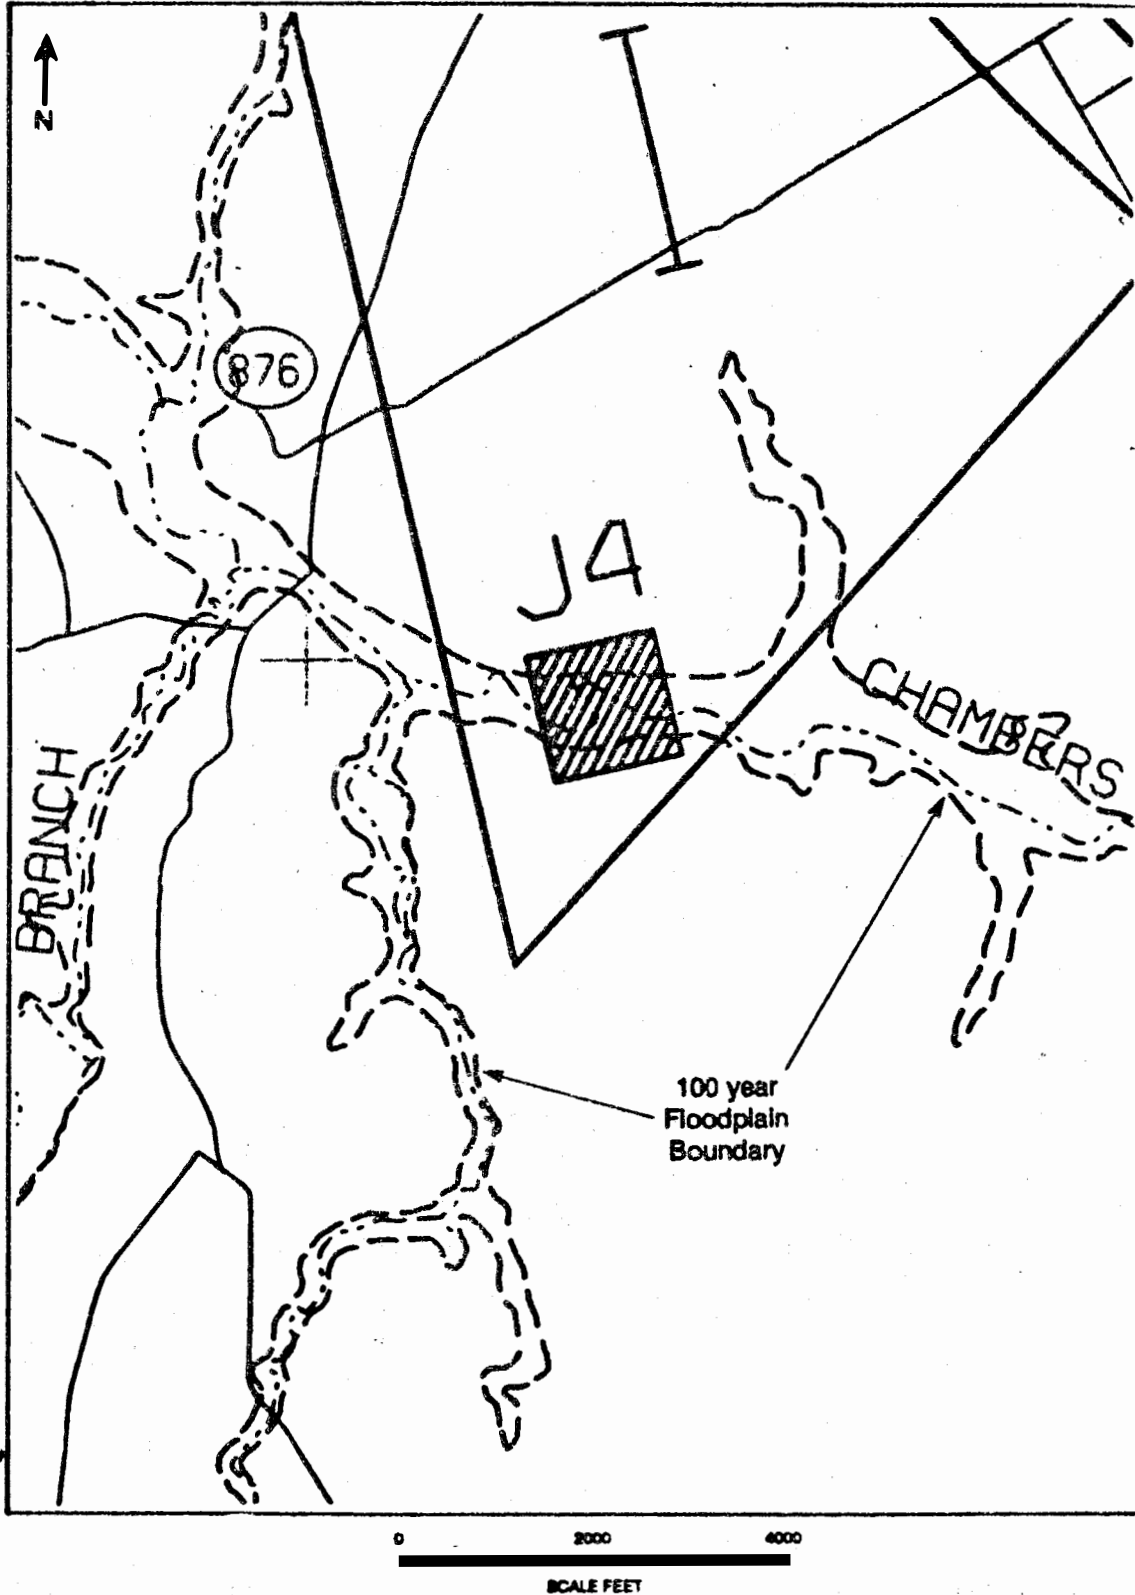 N
876
J4
CHAMBERS
BRANCH
100 year
Floodplain
Boundary
0 2000 4000
SCALE FEET